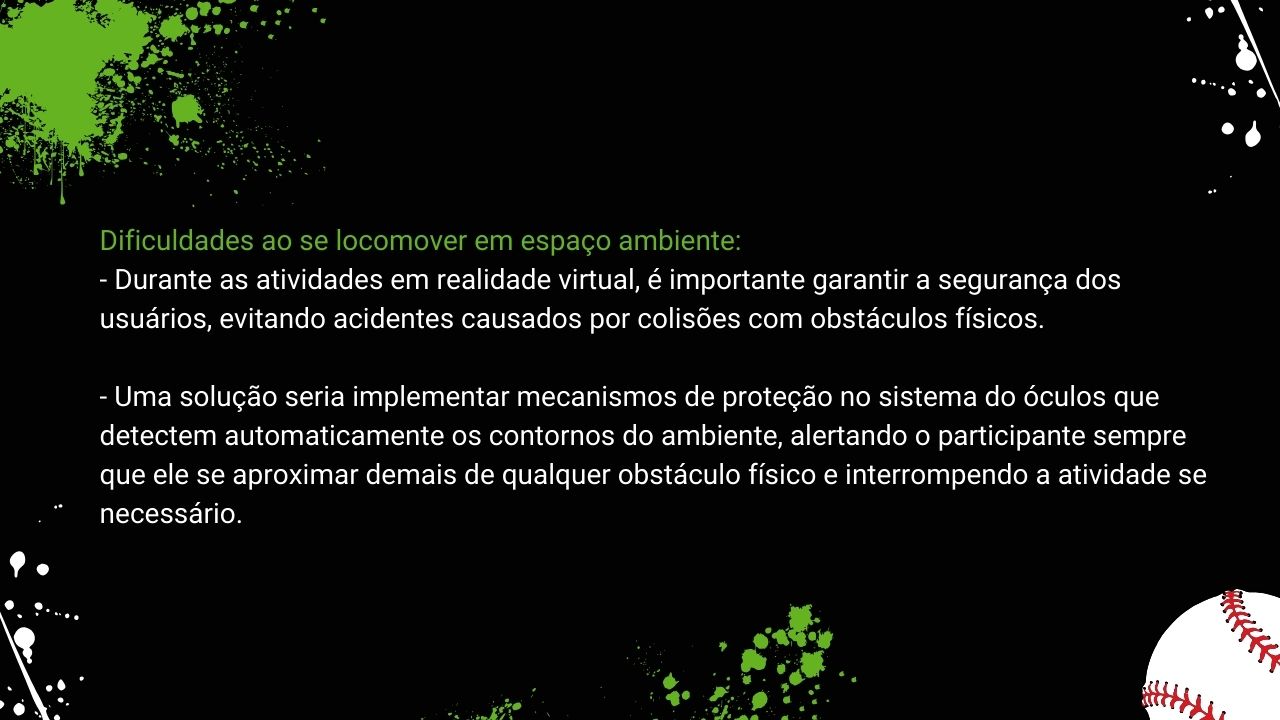 Dificuldades ao se locomover em espaço ambiente:
- Durante as atividades em realidade virtual, é importante garantir a segurança dos
usuários, evitando acidentes causados por colisões com obstáculos físicos.
- Uma solução seria implementar mecanismos de proteção no sistema do óculos que
detectem automaticamente os contornos do ambiente, alertando o participante sempre
que ele se aproximar demais de qualquer obstáculo físico e interrompendo a atividade se
necessário.